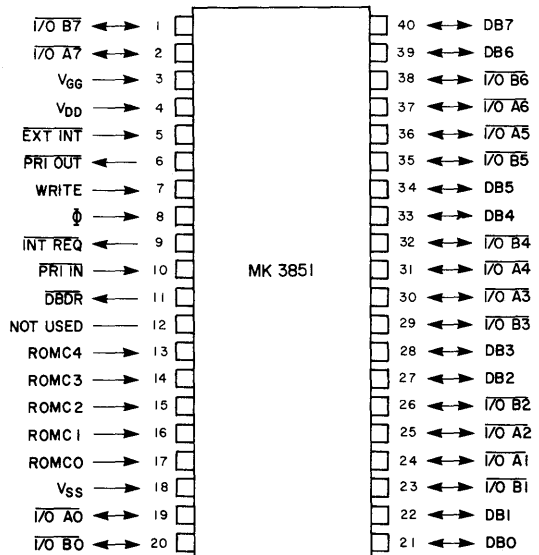 I/O B7 1 40 DB7
I/O A7 2 39 DB6
VGG 3 38 I/O B6
VDD 4 37 I/O A6
EXT INT 5 36 I/O A5
PRI OUT 6 35 I/O B5
WRITE 7 34 DB5
Φ 8 33 DB4
INT REQ 9 32 I/O B4
PRI IN 10 MK 3851 31 I/O A4
DBDR 11 30 I/O A3
NOT USED 12 29 I/O B3
ROMC4 13 28 DB3
ROMC3 14 27 DB2
ROMC2 15 26 I/O B2
ROMC1 16 25 I/O A2
ROMC0 17 24 I/O A1
VSS 18 23 I/O B1
I/O A0 19 22 DB1
I/O B0 20 21 DB0